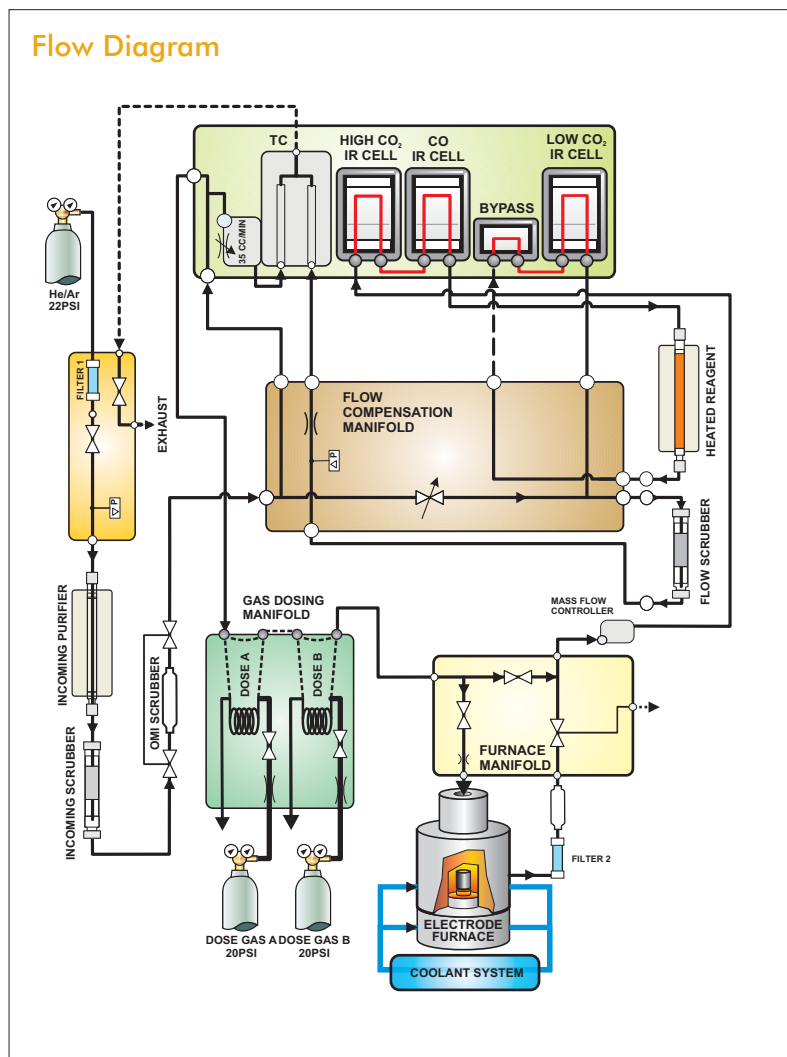 Flow Diagram
TC
HIGH CO₂
IR CELL
CO
IR CELL
LOW CO₂
IR CELL
BYPASS
35 CC/MIN
He/Ar
22PSI
FILTER 1
EXHAUST
P
FLOW
COMPENSATION
MANIFOLD
P
HEATED REAGENT
FLOW SCRUBBER
INCOMING PURIFIER
INCOMING SCRUBBER
OMI SCRUBBER
GAS DOSING
MANIFOLD
DOSE A
DOSE B
MASS FLOW
CONTROLLER
FURNACE
MANIFOLD
FILTER 2
ELECTRODE
FURNACE
COOLANT SYSTEM
DOSE GAS A
20PSI
DOSE GAS B
20PSI